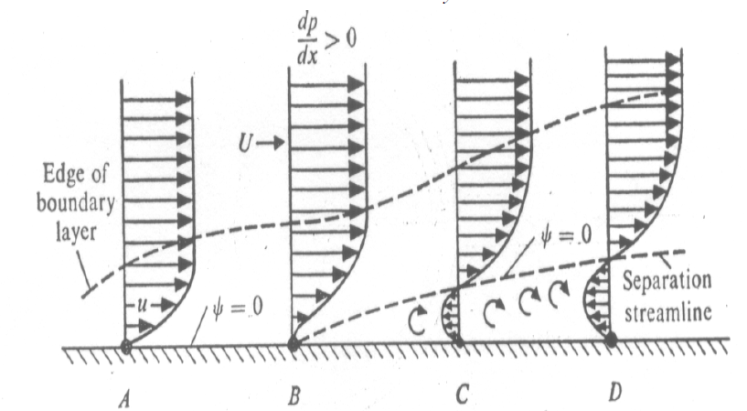 dp/dx > 0
U
Edge of
boundary
layer
u
ψ = 0
ψ = 0
Separation
streamline
A
B
C
D